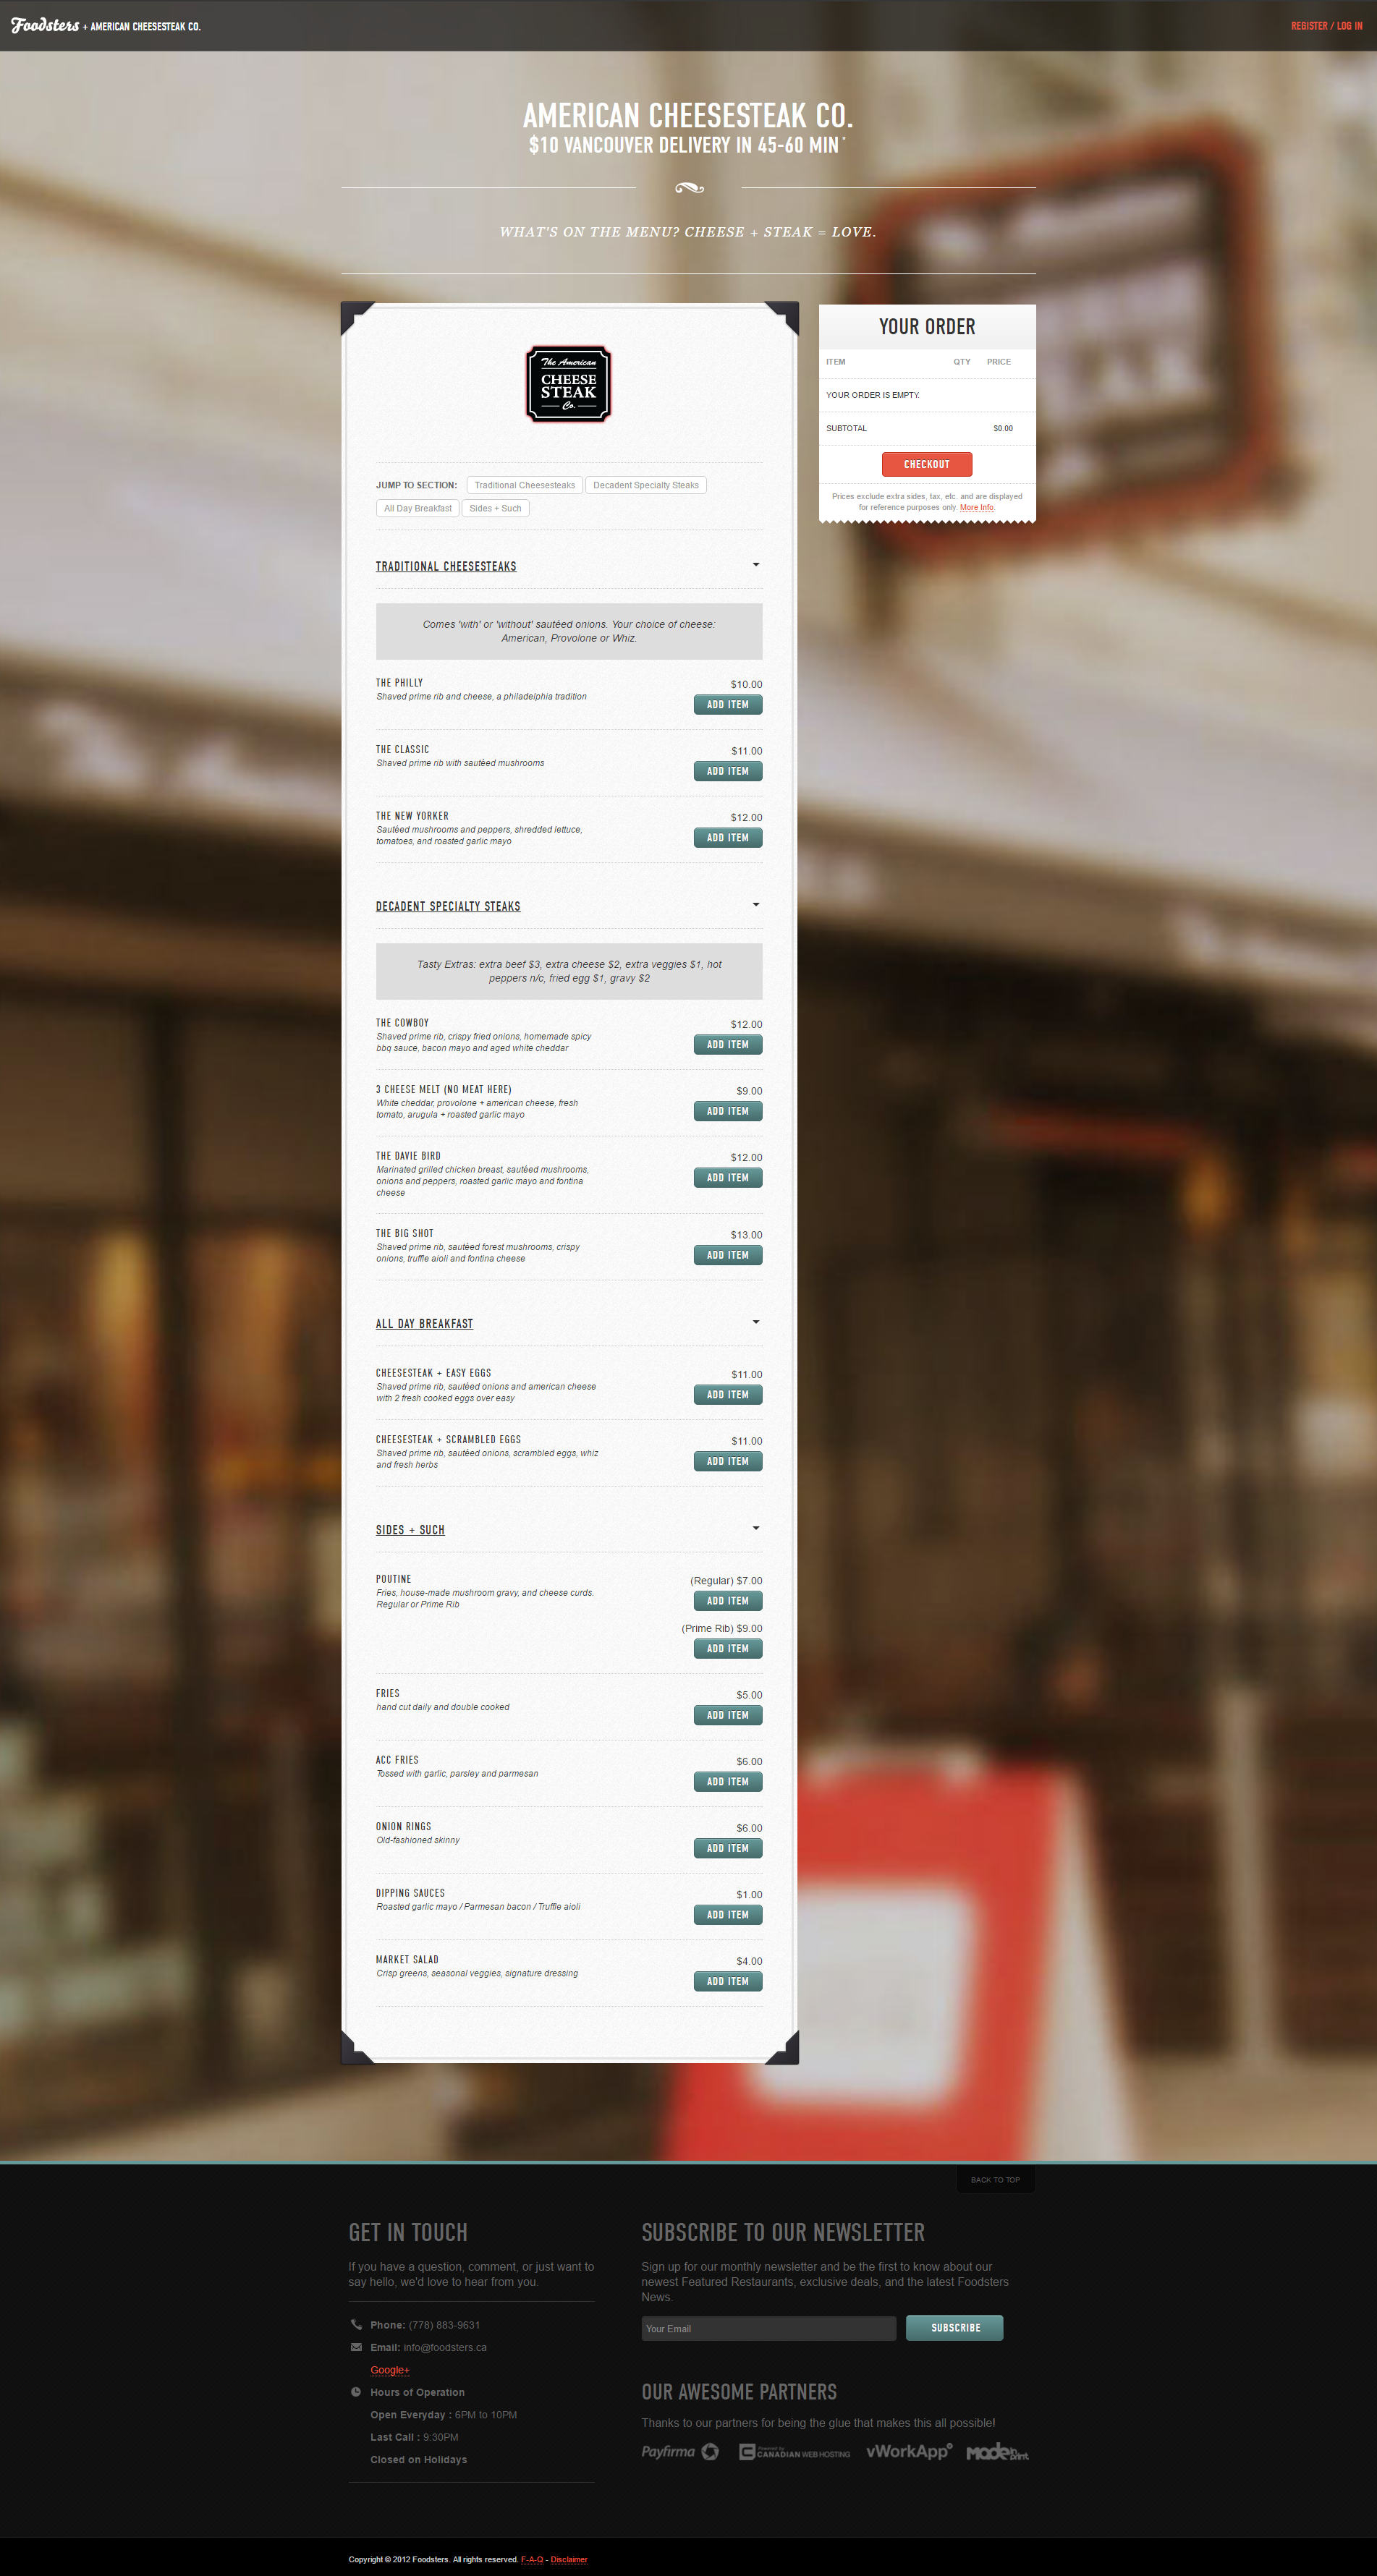 Foodsters + AMERICAN CHEESESTEAK CO.
REGISTER / LOG IN
AMERICAN CHEESESTEAK CO.
$10 VANCOUVER DELIVERY IN 45-60 MIN *
WHAT'S ON THE MENU? CHEESE + STEAK = LOVE.
The American
CHEESE
STEAK
Co.
JUMP TO SECTION: Traditional Cheesesteaks Decadent Specialty Steaks
All Day Breakfast Sides + Such
TRADITIONAL CHEESESTEAKS
Comes 'with' or 'without' sautéed onions. Your choice of cheese:
American, Provolone or Whiz.
THE PHILLY
Shaved prime rib and cheese, a philadelphia tradition
$10.00
ADD ITEM
THE CLASSIC
Shaved prime rib with sautéed mushrooms
$11.00
ADD ITEM
THE NEW YORKER
Sautéed mushrooms and peppers, shredded lettuce,
tomatoes, and roasted garlic mayo
$12.00
ADD ITEM
DECADENT SPECIALTY STEAKS
Tasty Extras: extra beef $3, extra cheese $2, extra veggies $1, hot
peppers n/c, fried egg $1, gravy $2
THE COWBOY
Shaved prime rib, crispy fried onions, homemade spicy
bbq sauce, bacon mayo and aged white cheddar
$12.00
ADD ITEM
3 CHEESE MELT (NO MEAT HERE)
White cheddar, provolone + american cheese, fresh
tomato, arugula + roasted garlic mayo
$9.00
ADD ITEM
THE DAVIE BIRD
Marinated grilled chicken breast, sautéed mushrooms,
onions and peppers, roasted garlic mayo and fontina
cheese
$12.00
ADD ITEM
THE BIG SHOT
Shaved prime rib, sautéed forest mushrooms, crispy
onions, truffle aioli and fontina cheese
$13.00
ADD ITEM
ALL DAY BREAKFAST
CHEESESTEAK + EASY EGGS
Shaved prime rib, sautéed onions and american cheese
with 2 fresh cooked eggs over easy
$11.00
ADD ITEM
CHEESESTEAK + SCRAMBLED EGGS
Shaved prime rib, sautéed onions, scrambled eggs, whiz
and fresh herbs
$11.00
ADD ITEM
SIDES + SUCH
POUTINE
Fries, house-made mushroom gravy, and cheese curds.
Regular or Prime Rib
(Regular) $7.00
ADD ITEM
(Prime Rib) $9.00
ADD ITEM
FRIES
hand cut daily and double cooked
$5.00
ADD ITEM
ACC FRIES
Tossed with garlic, parsley and parmesan
$6.00
ADD ITEM
ONION RINGS
Old-fashioned skinny
$6.00
ADD ITEM
DIPPING SAUCES
Roasted garlic mayo / Parmesan bacon / Truffle aioli
$1.00
ADD ITEM
MARKET SALAD
Crisp greens, seasonal veggies, signature dressing
$4.00
ADD ITEM
YOUR ORDER
ITEM QTY PRICE
YOUR ORDER IS EMPTY.
SUBTOTAL $0.00
CHECKOUT
Prices exclude extra sides, tax, etc. and are displayed
for reference purposes only. More Info.
BACK TO TOP
GET IN TOUCH
If you have a question, comment, or just want to
say hello, we'd love to hear from you.
Phone: (778) 883-9631
Email: info@foodsters.ca
Google+
Hours of Operation
Open Everyday : 6PM to 10PM
Last Call : 9:30PM
Closed on Holidays
SUBSCRIBE TO OUR NEWSLETTER
Sign up for our monthly newsletter and be the first to know about our
newest Featured Restaurants, exclusive deals, and the latest Foodsters
News.
Your Email
SUBSCRIBE
OUR AWESOME PARTNERS
Thanks to our partners for being the glue that makes this all possible!
Payfirma
Powered by
CANADIAN WEB HOSTING
vWorkApp
Made in print.
Copyright © 2012 Foodsters. All rights reserved. F-A-Q - Disclaimer